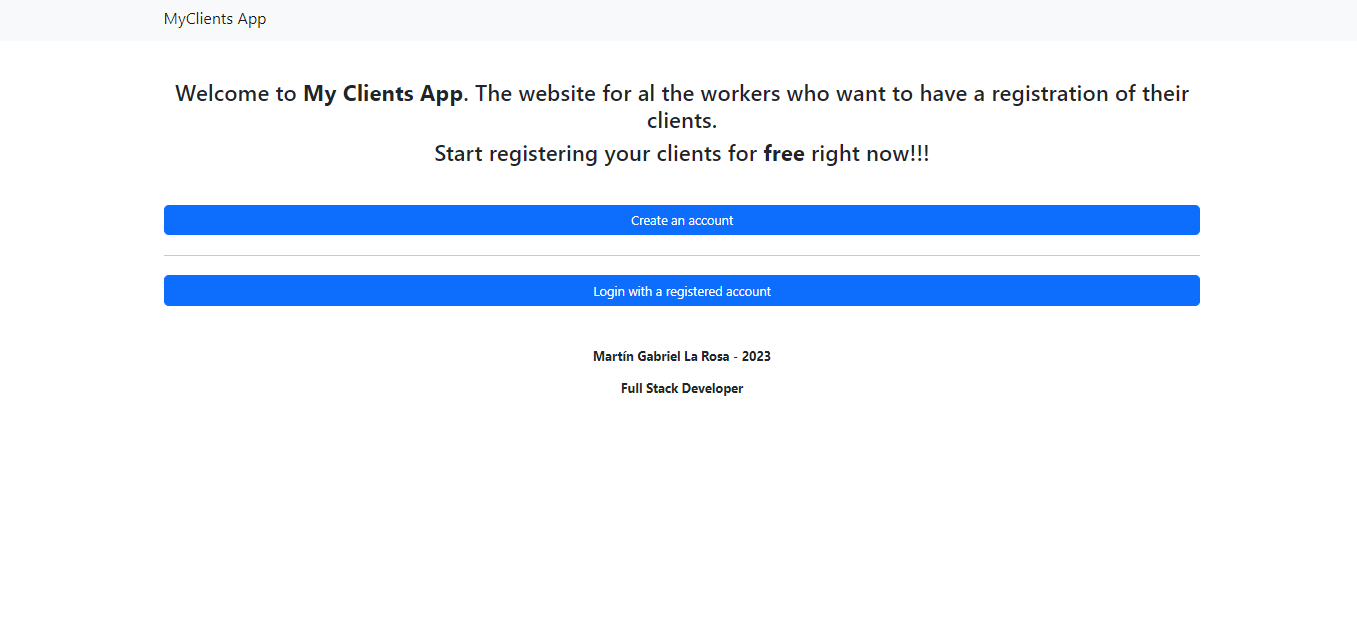 MyClients App
Welcome to My Clients App. The website for al the workers who want to have a registration of their
clients.
Start registering your clients for free right now!!!
Create an account
Login with a registered account
Martín Gabriel La Rosa - 2023
Full Stack Developer